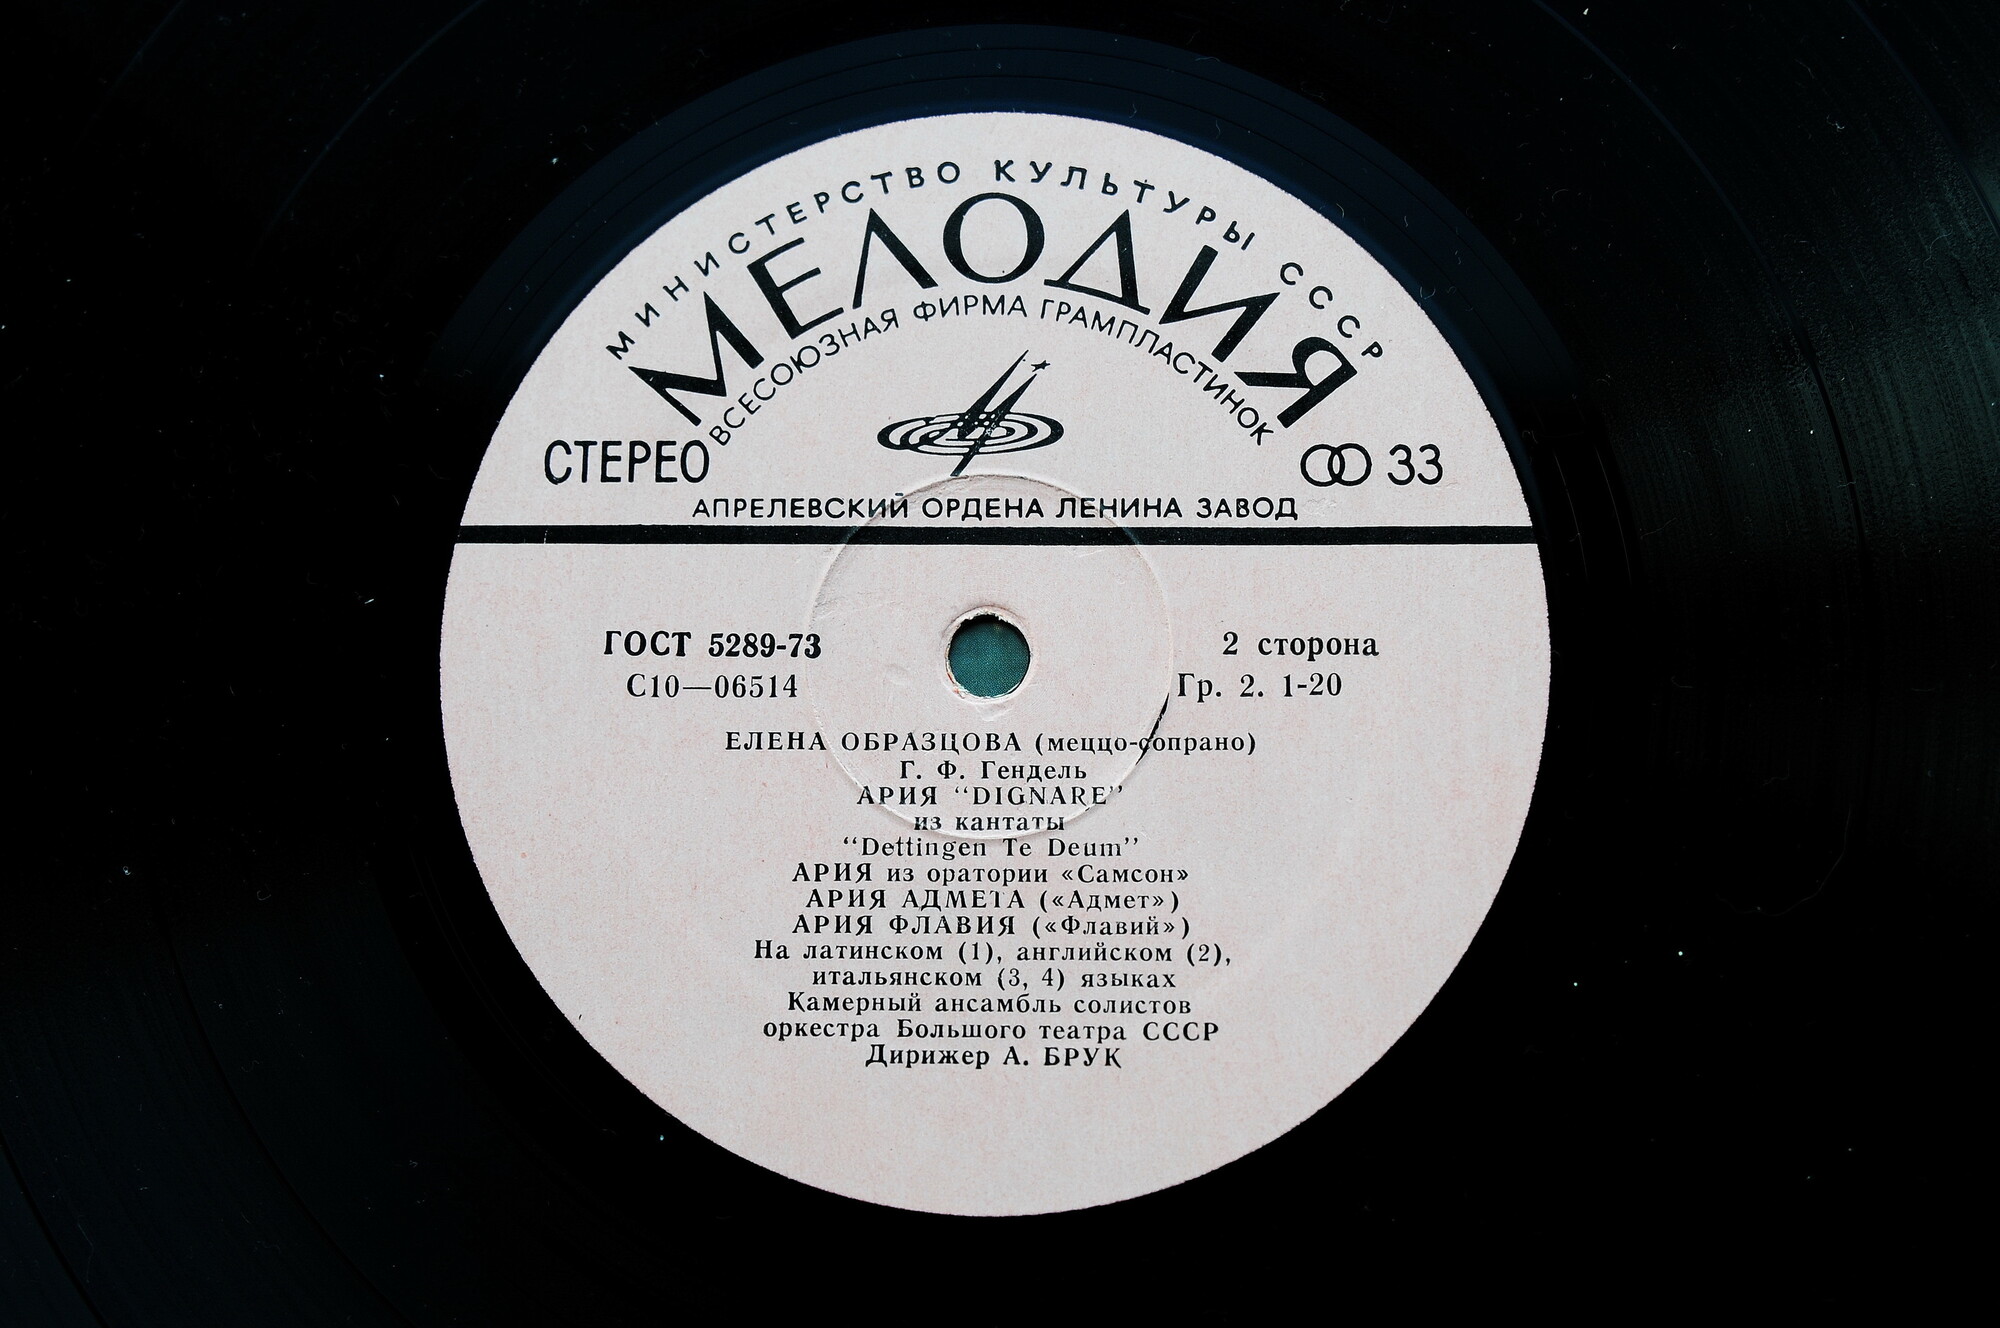 МИНИСТЕРСТВО КУЛЬТУРЫ СССР
МЕЛОДИЯ
ВСЕСОЮЗНАЯ ФИРМА ГРАМПЛАСТИНОК
СТЕРЕО 33
АПРЕЛЕВСКИЙ ОРДЕНА ЛЕНИНА ЗАВОД
ГОСТ 5289-73 2 сторона
С10—06514 Гр. 2. 1-20
ЕЛЕНА ОБРАЗЦОВА (меццо-сопрано)
Г. Ф. Гендель
АРИЯ “DIGNARE”
из кантаты
“Dettingen Te Deum”
АРИЯ из оратории «Самсон»
АРИЯ АДМЕТА («Адмет»)
АРИЯ ФЛАВИЯ («Флавий»)
На латинском (1), английском (2),
итальянском (3, 4) языках
Камерный ансамбль солистов
оркестра Большого театра СССР
Дирижер А. БРУК